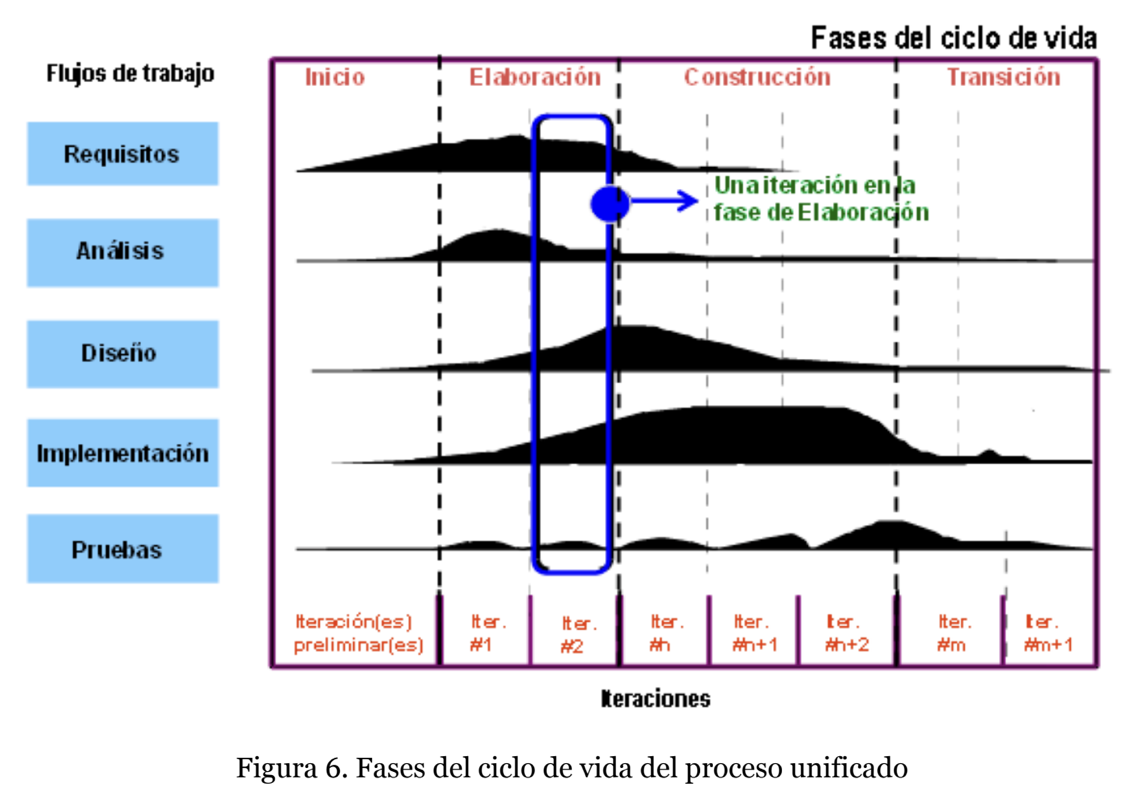 Fases del ciclo de vida
Flujos de trabajo
Inicio
Elaboración
Construcción
Transición
Requisitos
Una iteración en la
fase de Elaboración
Análisis
Diseño
Implementación
Pruebas
Iteración(es)
preliminar(es)
Iter.
#1
Iter.
#2
Iter.
#n
Iter.
#n+1
Iter.
#n+2
Iter.
#m
Iter.
#m+1
Iteraciones
Figura 6. Fases del ciclo de vida del proceso unificado